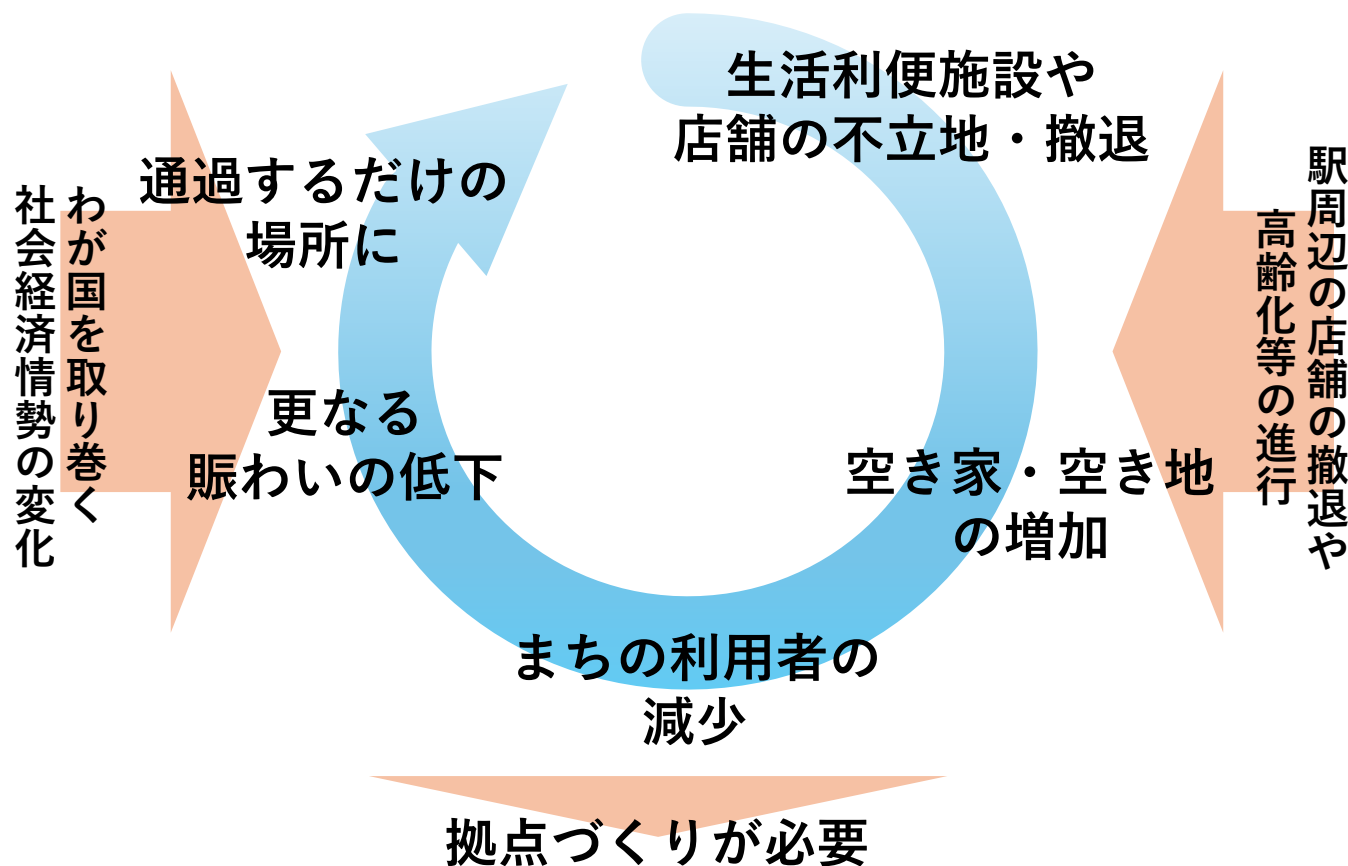 生活利便施設や
店舗の不立地・撤退
空き家・空き地
の増加
まちの利用者の
減少
更なる
賑わいの低下
通過するだけの
場所に
わが国を取り巻く
社会経済情勢の変化
駅周辺の店舗の撤退や
高齢化等の進行
拠点づくりが必要